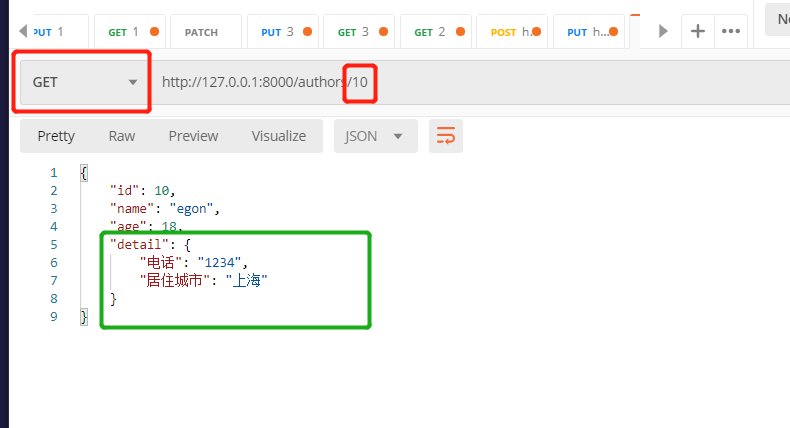 PUT 1 GET 1 PATCH PUT 3 GET 3 GET 2 POST h. PUT h... ••• No
GET http://127.0.0.1:8000/authors/10
Pretty Raw Preview Visualize JSON
1 {
2 "id": 10,
3 "name": "egon",
4 "age": 18,
5 "detail": {
6 "电话": "1234",
7 "居住城市": "上海"
8 }
9 }